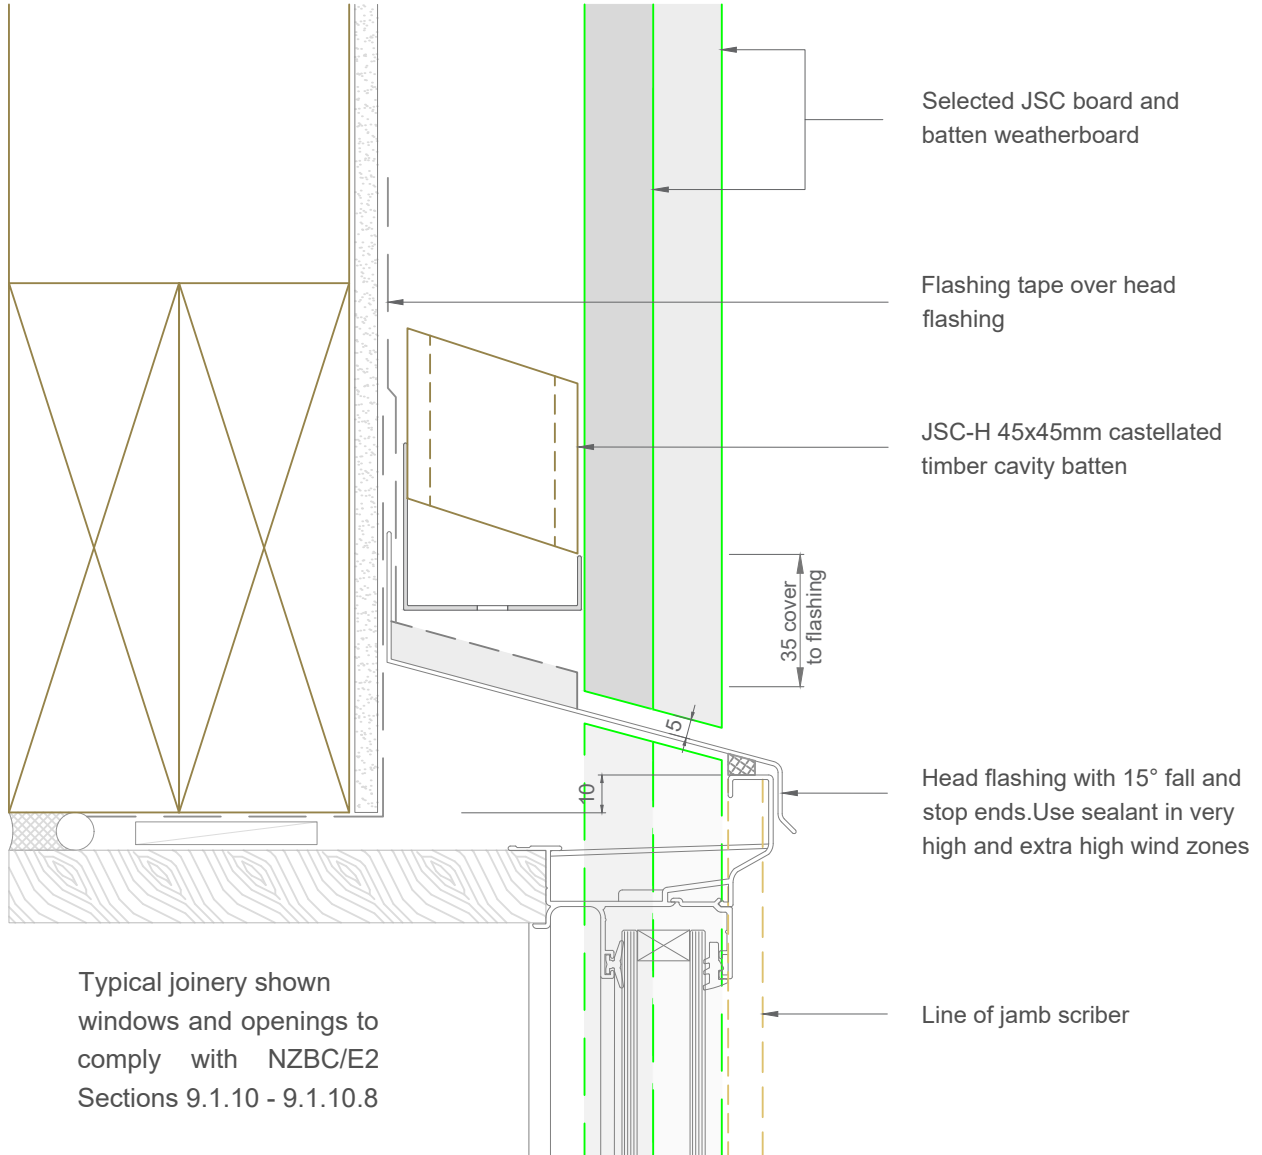 Selected JSC board and
batten weatherboard
Flashing tape over head
flashing
JSC-H 45x45mm castellated
timber cavity batten
35 cover
to flashing
5
10
Head flashing with 15° fall and
stop ends.Use sealant in very
high and extra high wind zones
Typical joinery shown
windows and openings to
comply with NZBC/E2
Sections 9.1.10 - 9.1.10.8
Line of jamb scriber